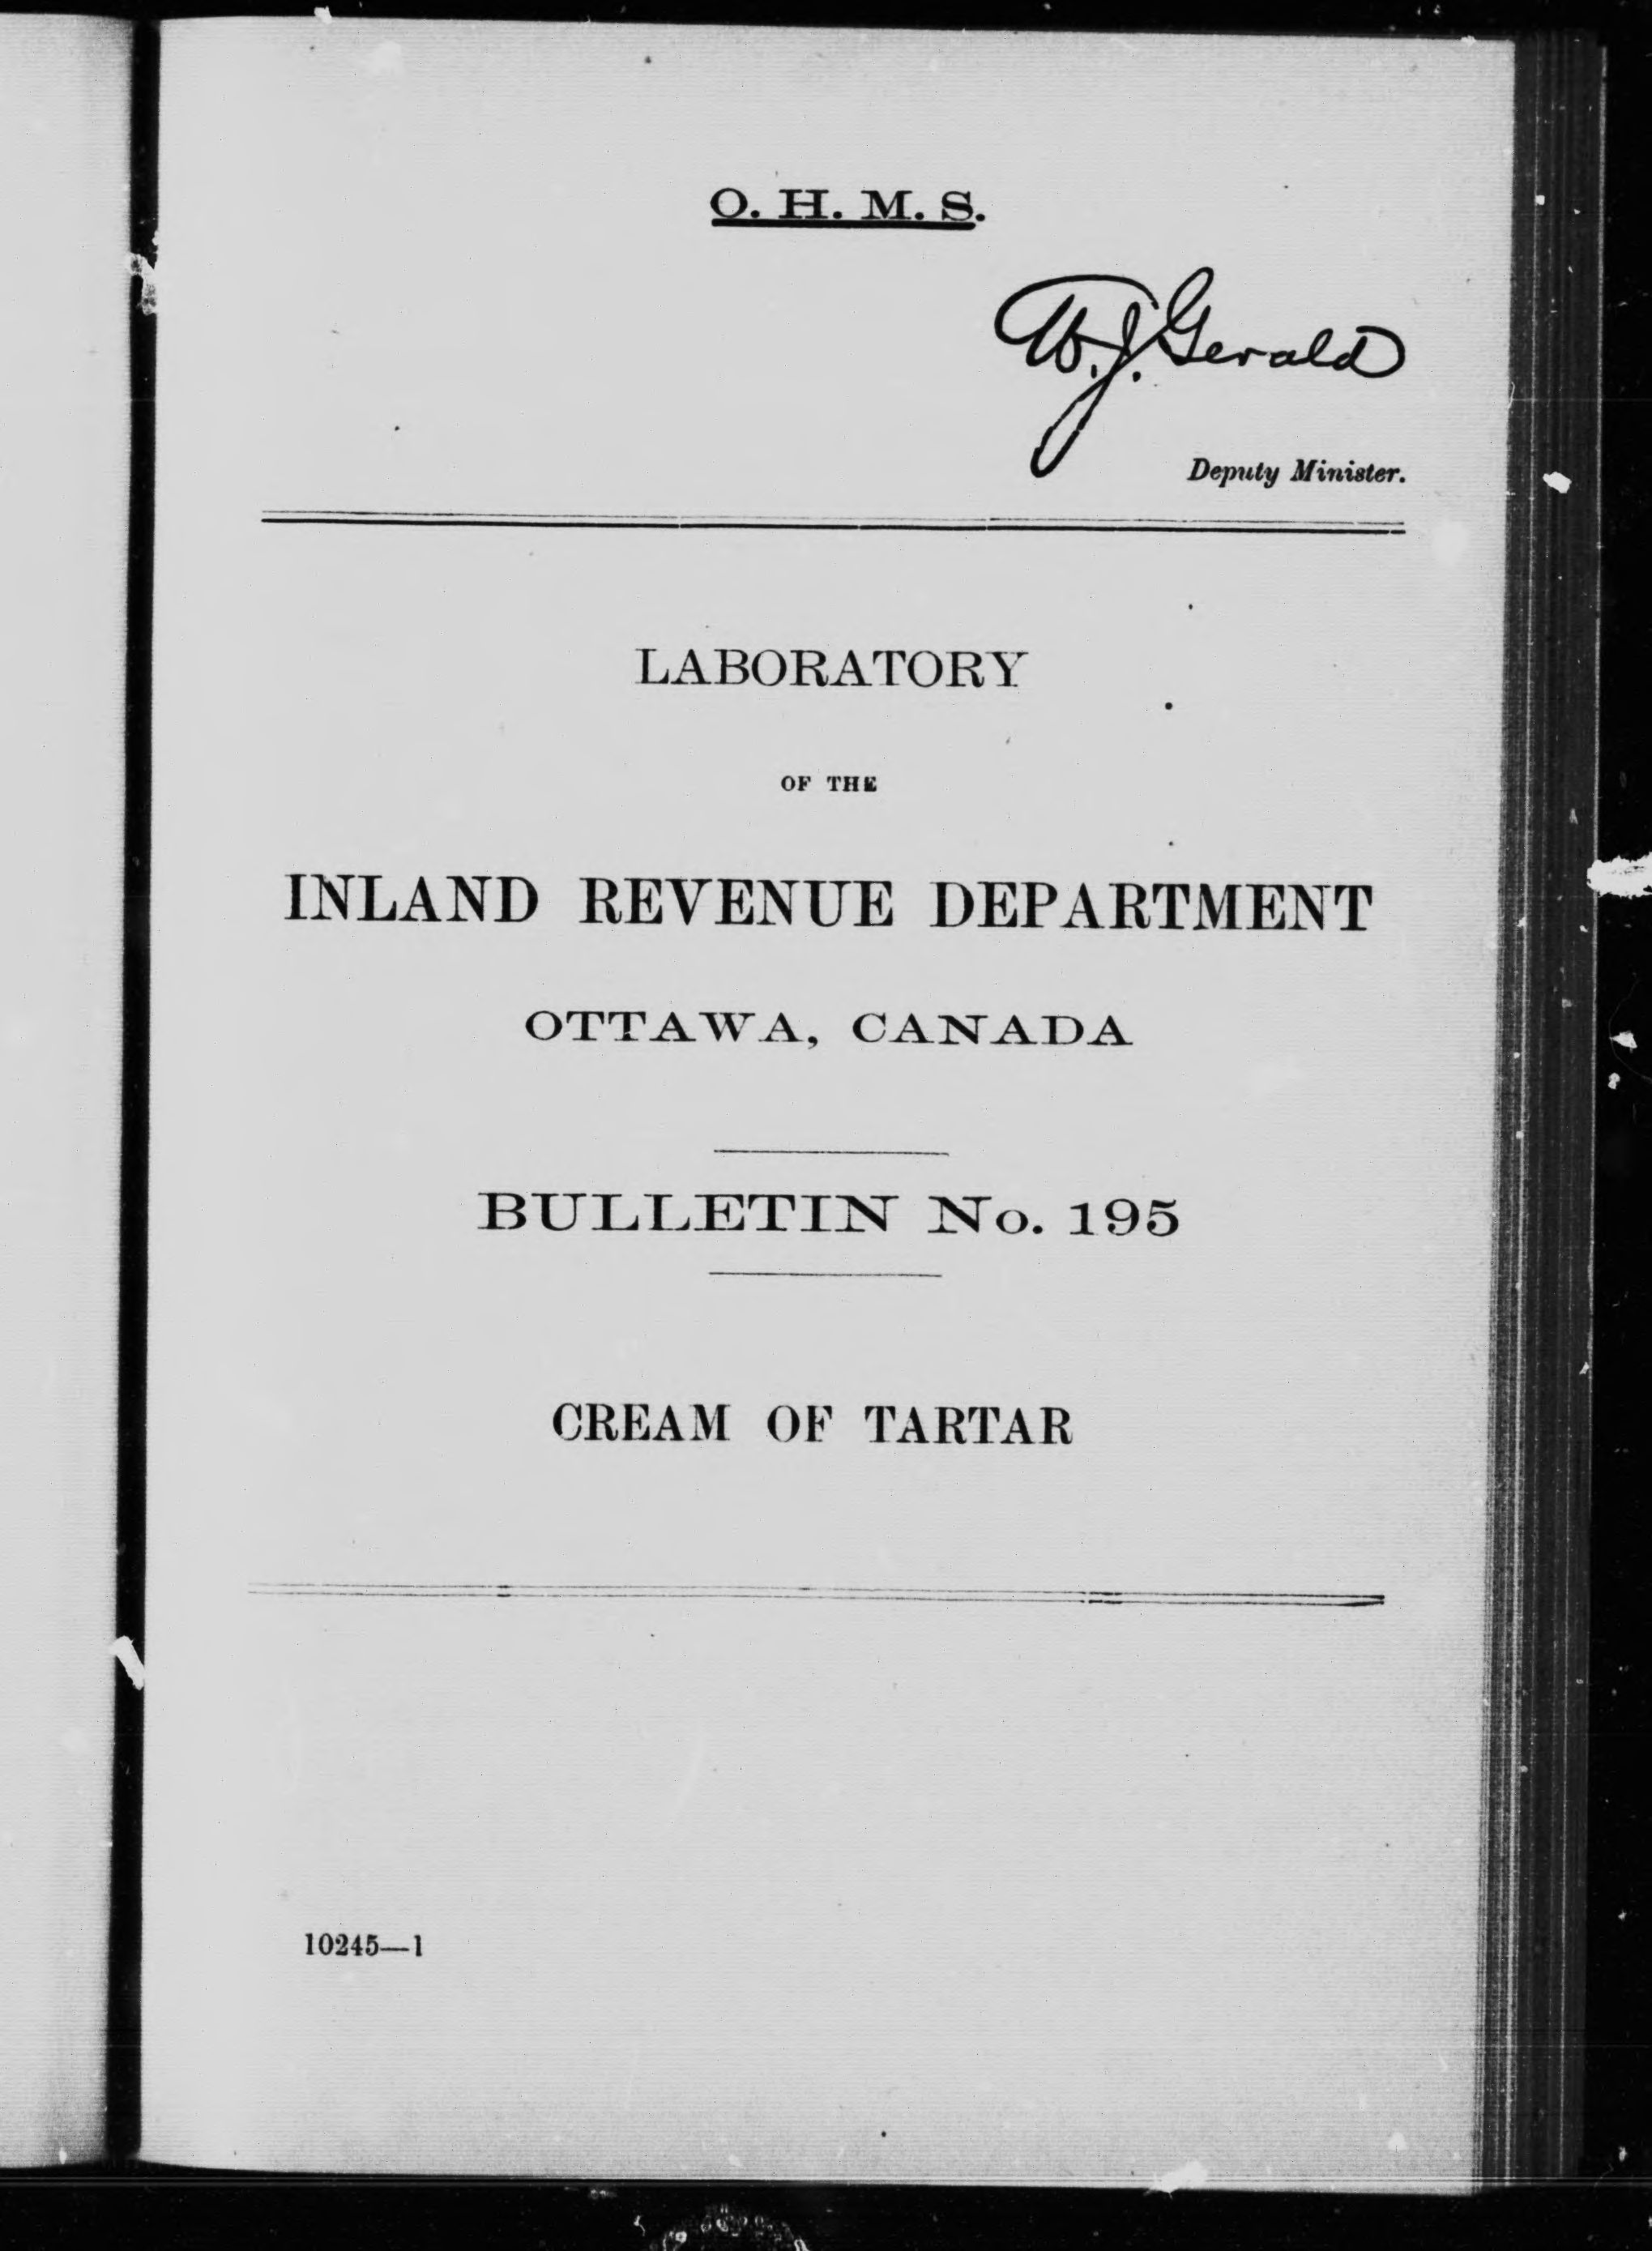 O. H. M. S.
W. J. Gerald
Deputy Minister.
LABORATORY
OF THE
INLAND REVENUE DEPARTMENT
OTTAWA, CANADA
BULLETIN No. 195
CREAM OF TARTAR
10245—1